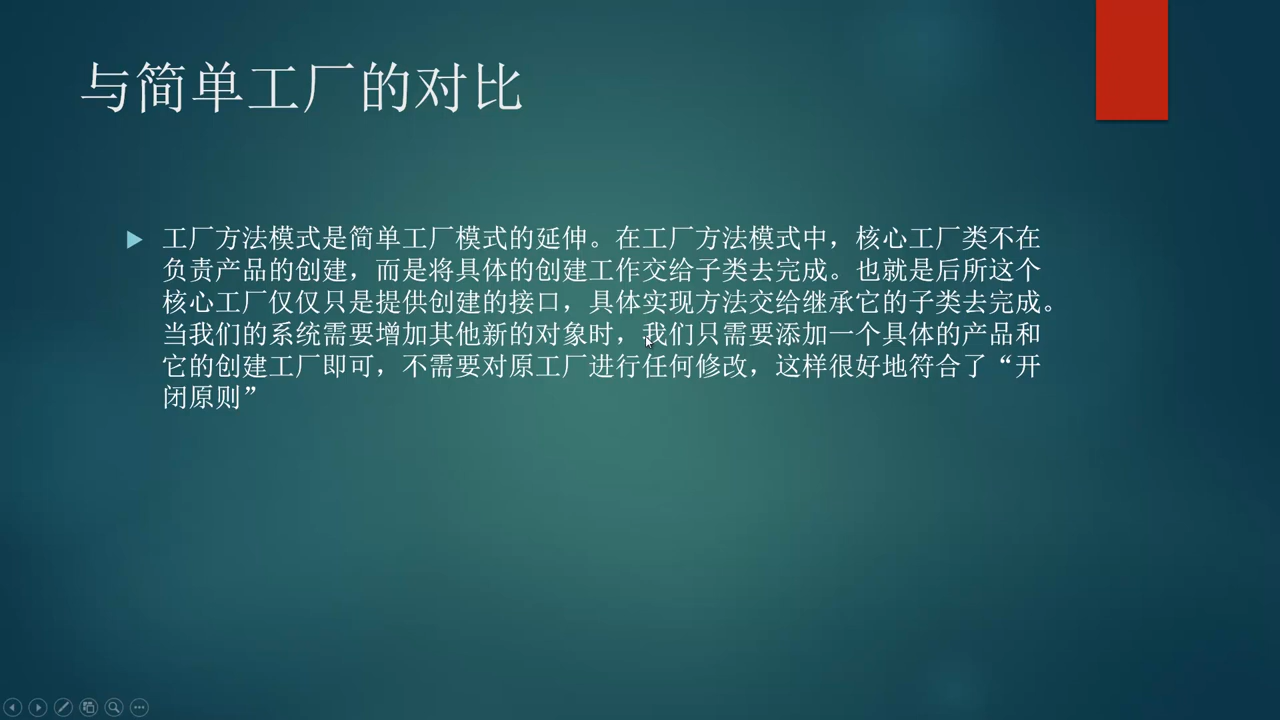 与简单工厂的对比
工厂方法模式是简单工厂模式的延伸。在工厂方法模式中，核心工厂类不在
负责产品的创建，而是将具体的创建工作交给子类去完成。也就是后所这个
核心工厂仅仅只是提供创建的接口，具体实现方法交给继承它的子类去完成。
当我们的系统需要增加其他新的对象时，我们只需要添加一个具体的产品和
它的创建工厂即可，不需要对原工厂进行任何修改，这样很好地符合了“开
闭原则”